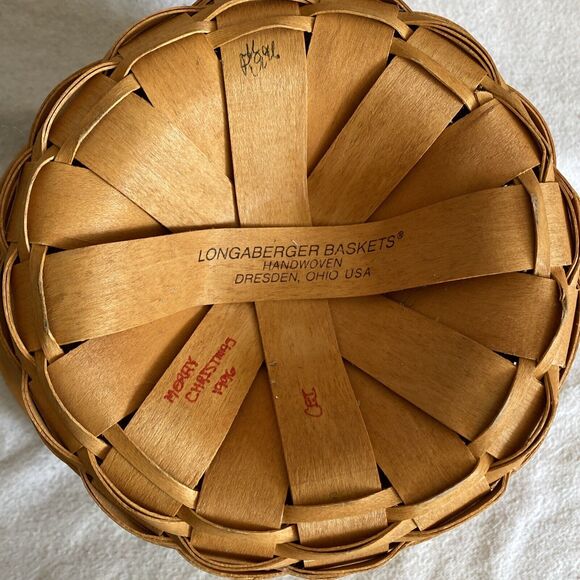 LONGABERGER BASKETS®
HANDWOVEN
DRESDEN, OHIO USA
MERRY
CHRISTMAS
1996